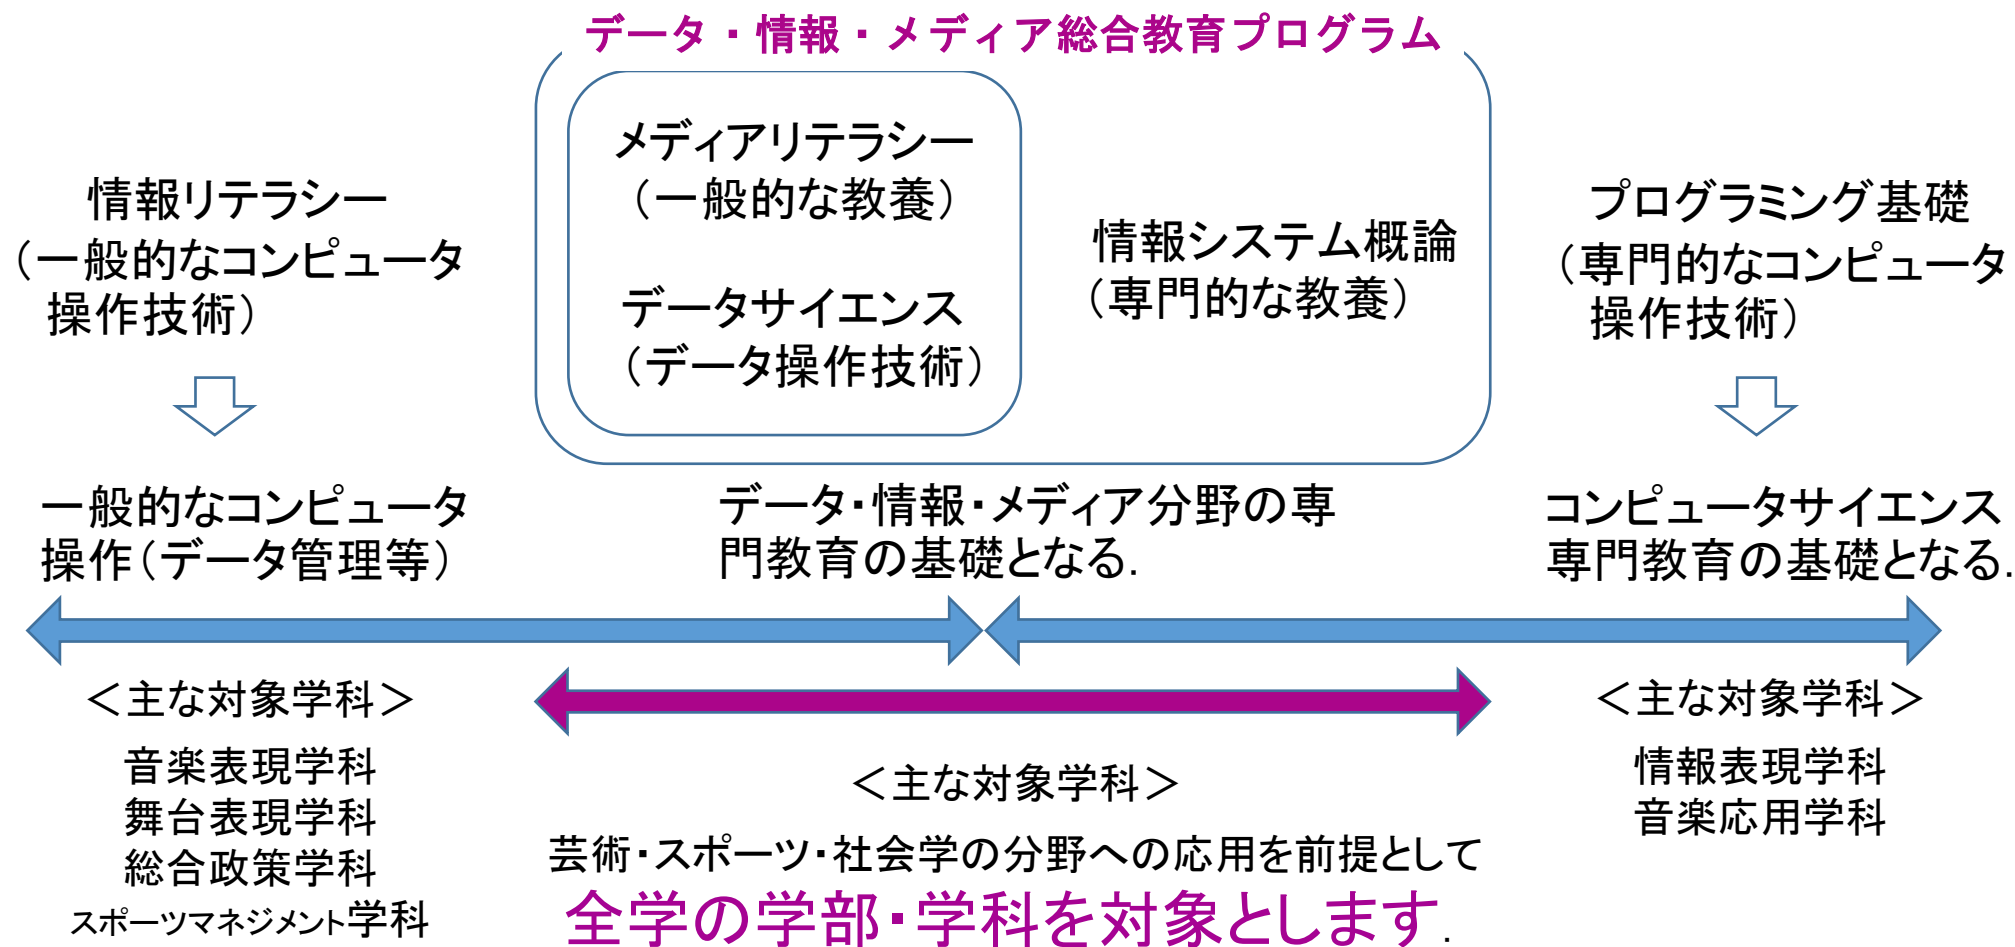 データ・情報・メディア総合教育プログラム
情報リテラシー
（一般的なコンピュータ
操作技術）
メディアリテラシー
（一般的な教養）
データサイエンス
（データ操作技術）
情報システム概論
（専門的な教養）
プログラミング基礎
（専門的なコンピュータ
操作技術）
一般的なコンピュータ
操作（データ管理等）
データ・情報・メディア分野の専
門教育の基礎となる.
コンピュータサイエンス
専門教育の基礎となる.
＜主な対象学科＞
音楽表現学科
舞台表現学科
総合政策学科
スポーツマネジメント学科
＜主な対象学科＞
芸術・スポーツ・社会学の分野への応用を前提として
全学の学部・学科を対象とします.
＜主な対象学科＞
情報表現学科
音楽応用学科